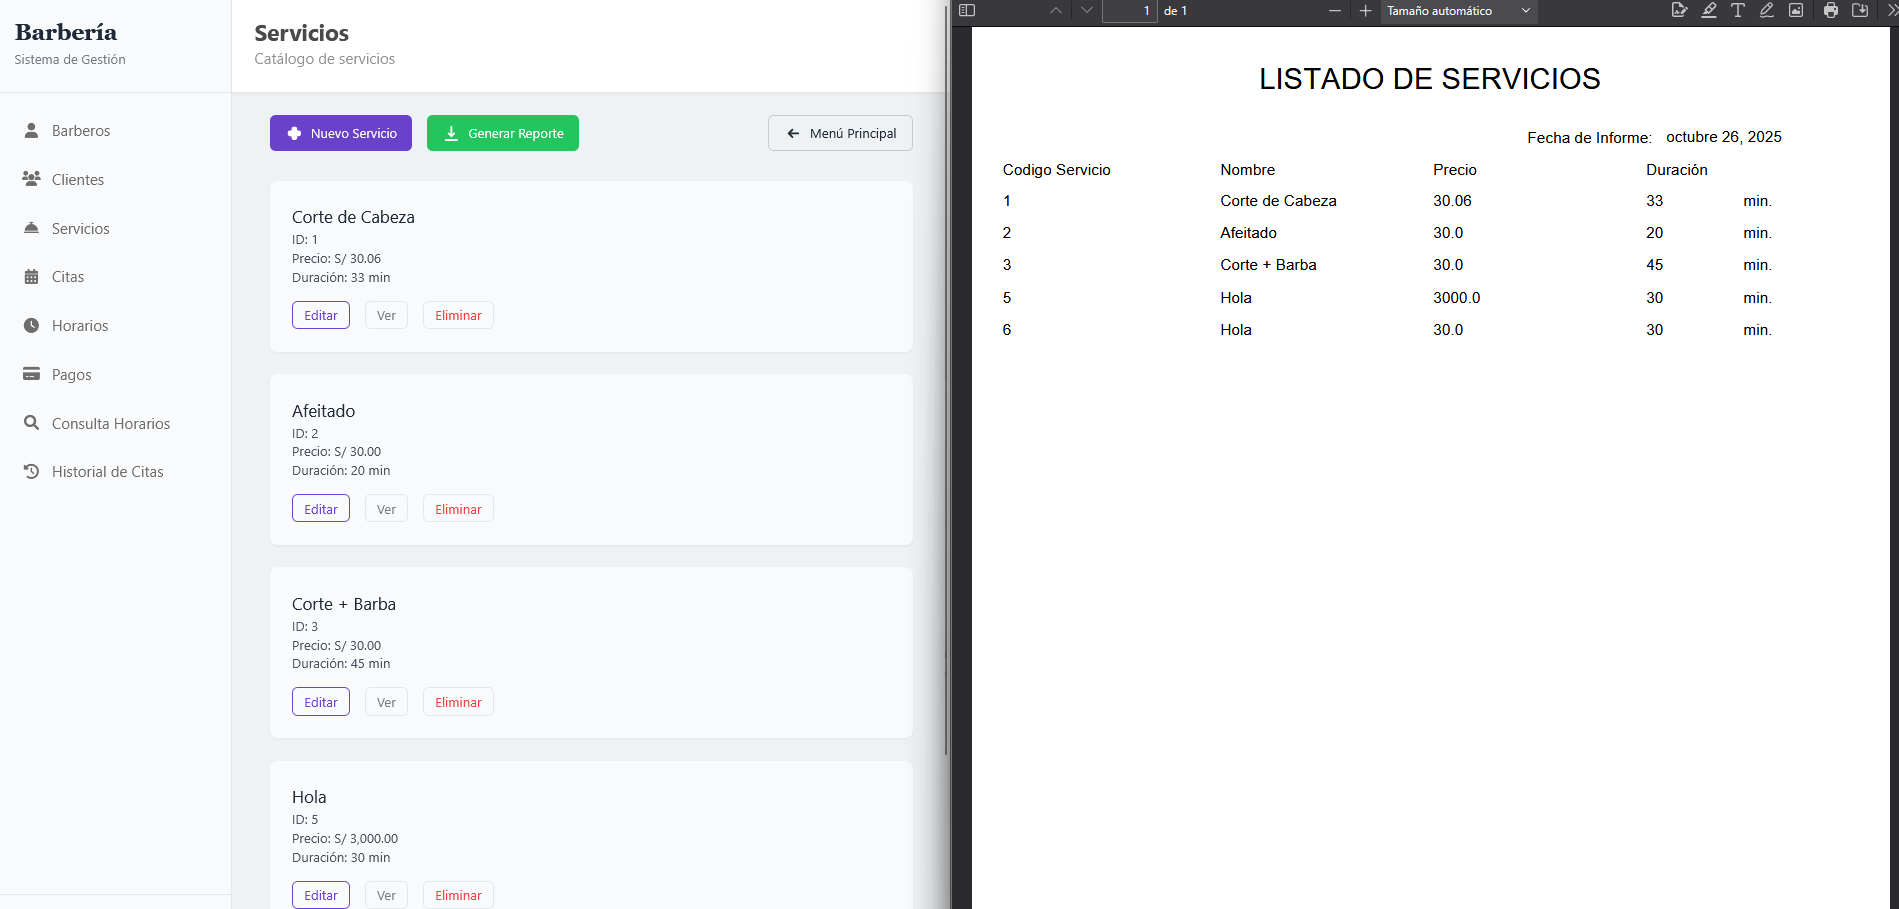 Barbería
Sistema de Gestión
Barberos
Clientes
Servicios
Citas
Horarios
Pagos
Consulta Horarios
Historial de Citas
Servicios
Catálogo de servicios
Nuevo Servicio
Generar Reporte
Menú Principal
Corte de Cabeza
ID: 1
Precio: S/ 30.06
Duración: 33 min
Editar Ver Eliminar
Afeitado
ID: 2
Precio: S/ 30.00
Duración: 20 min
Editar Ver Eliminar
Corte + Barba
ID: 3
Precio: S/ 30.00
Duración: 45 min
Editar Ver Eliminar
Hola
ID: 5
Precio: S/ 3,000.00
Duración: 30 min
Editar Ver Eliminar
1 de 1 Tamaño automático
LISTADO DE SERVICIOS
Fecha de Informe: octubre 26, 2025
Codigo Servicio Nombre Precio Duración
1 Corte de Cabeza 30.06 33 min.
2 Afeitado 30.0 20 min.
3 Corte + Barba 30.0 45 min.
5 Hola 3000.0 30 min.
6 Hola 30.0 30 min.